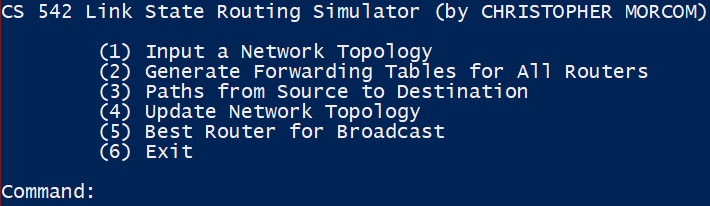 CS 542 Link State Routing Simulator (by CHRISTOPHER MORCOM)
(1) Input a Network Topology
(2) Generate Forwarding Tables for All Routers
(3) Paths from Source to Destination
(4) Update Network Topology
(5) Best Router for Broadcast
(6) Exit
Command: